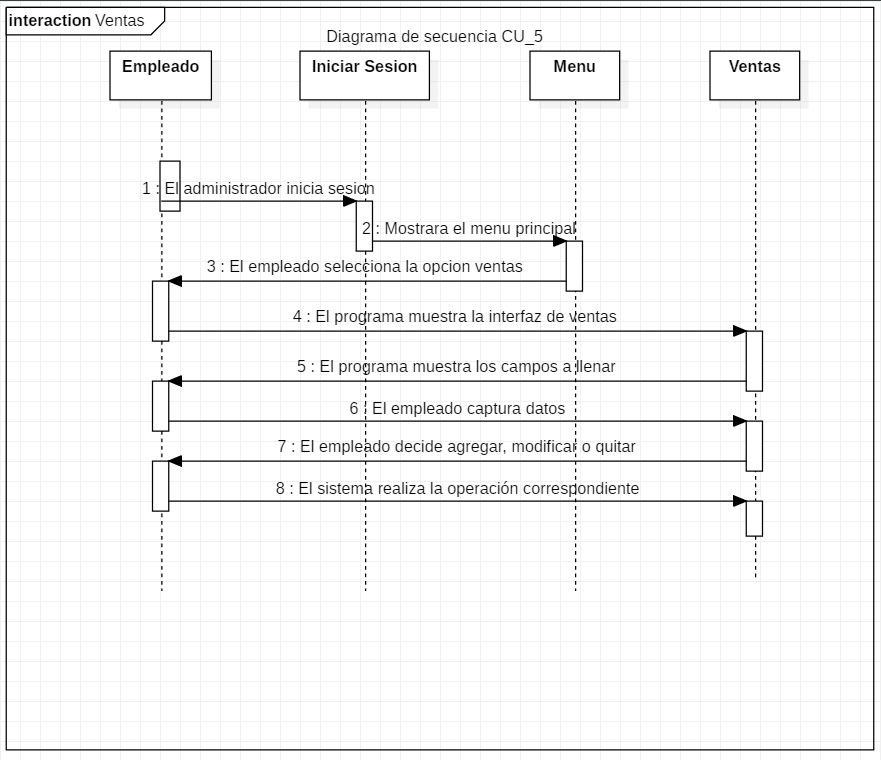 interaction Ventas
Diagrama de secuencia CU_5
Empleado
Iniciar Sesion
Menu
Ventas
1 : El administrador inicia sesion
2 : Mostrara el menu principal
3 : El empleado selecciona la opcion ventas
4 : El programa muestra la interfaz de ventas
5 : El programa muestra los campos a llenar
6 : El empleado captura datos
7 : El empleado decide agregar, modificar o quitar
8 : El sistema realiza la operación correspondiente